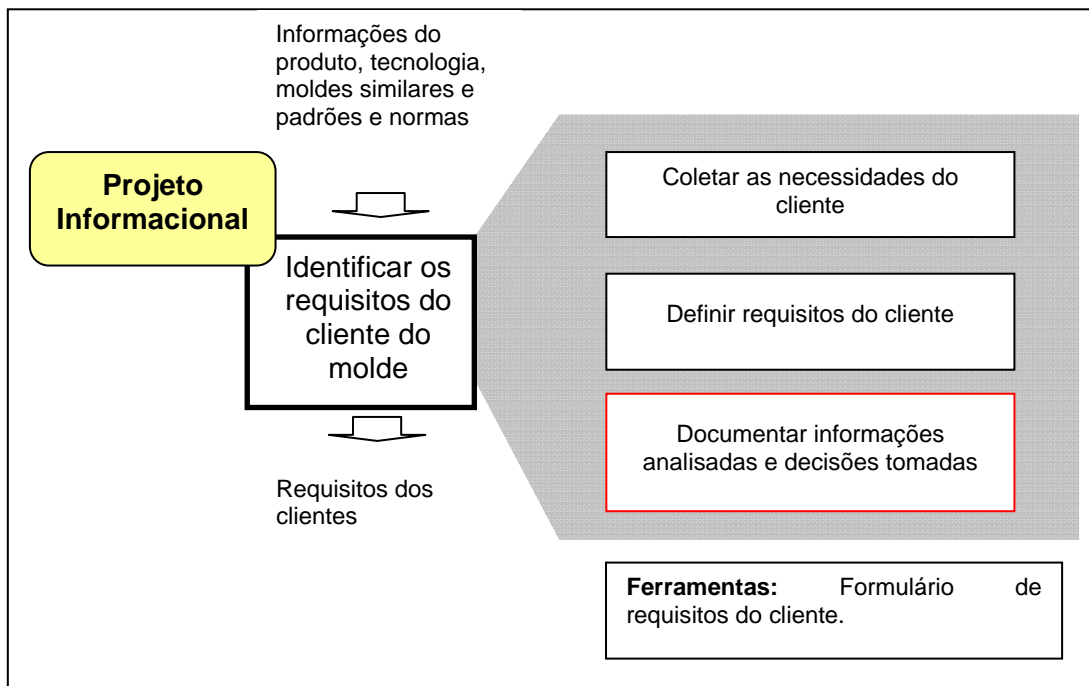 Informações do
produto, tecnologia,
moldes similares e
padrões e normas
Projeto
Informacional
Identificar os
requisitos do
cliente do
molde
Requisitos dos
clientes
Coletar as necessidades do
cliente
Definir requisitos do cliente
Documentar informações
analisadas e decisões tomadas
Ferramentas: Formulário de
requisitos do cliente.